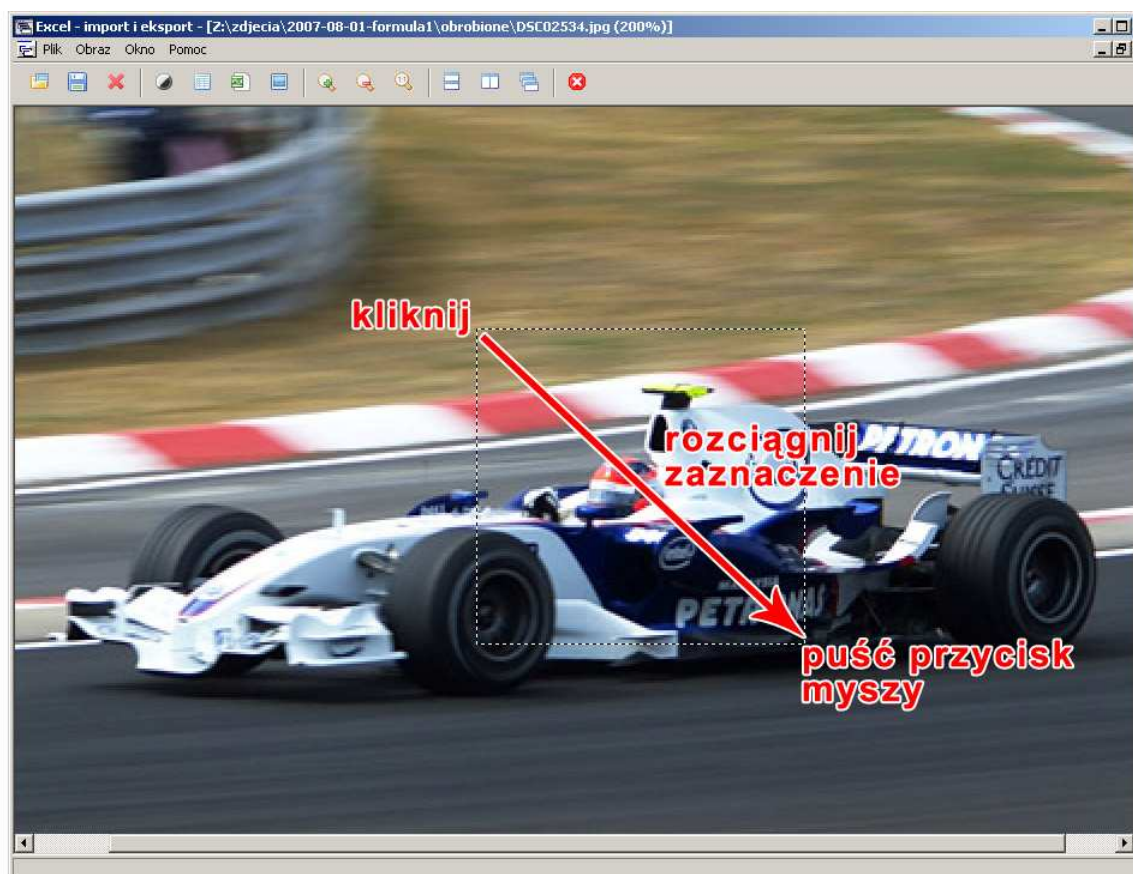 Excel - import i eksport - [Z:\zdjecia\2007-08-01-formula1\obrobione\DSC02534.jpg (200%)]
Plik Obraz Okno Pomoc
kliknij
rozciągnij
zaznaczenie
PETRON
CREDIT
SUISSE
intel
PETRONAS
puść przycisk
myszy